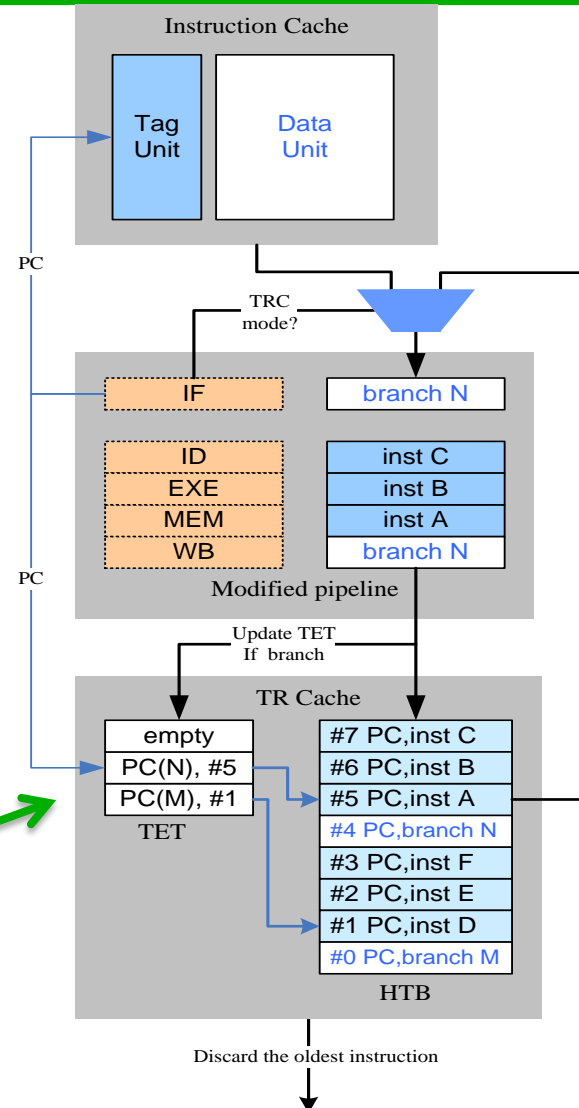 Instruction Cache
Tag
Unit
Data
Unit
PC
TRC
mode?
IF
branch N
ID
inst C
EXE
inst B
MEM
inst A
WB
branch N
PC
Modified pipeline
Update TET
If branch
TR Cache
empty
#7 PC,inst C
PC(N), #5
#6 PC,inst B
PC(M), #1
#5 PC,inst A
TET
#4 PC,branch N
#3 PC,inst F
#2 PC,inst E
#1 PC,inst D
#0 PC,branch M
HTB
Discard the oldest instruction